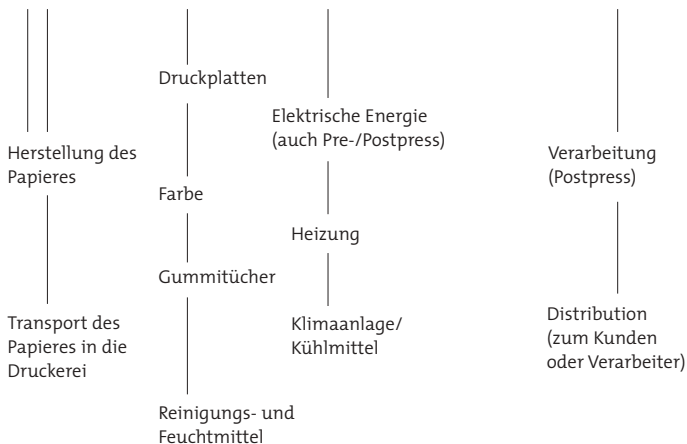 Herstellung des
Papieres
Transport des
Papieres in die
Druckerei
Druckplatten
Farbe
Gummitücher
Reinigungs- und
Feuchtmittel
Elektrische Energie
(auch Pre-/Postpress)
Heizung
Klimaanlage/
Kühlmittel
Verarbeitung
(Postpress)
Distribution
(zum Kunden
oder Verarbeiter)